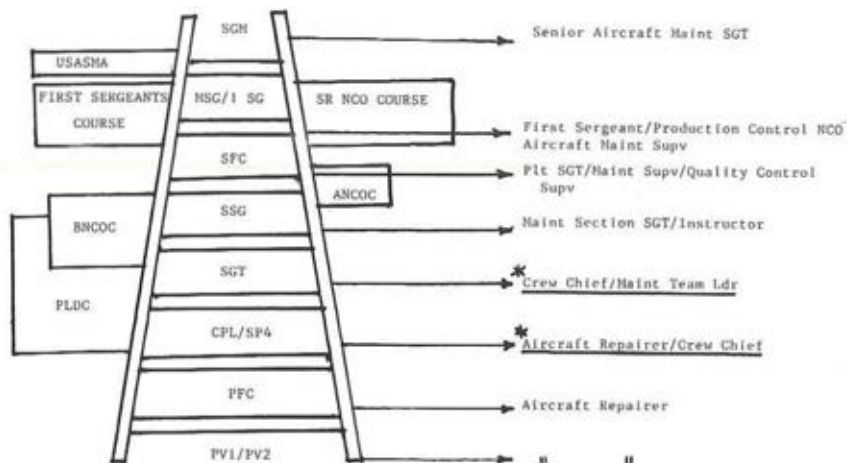 SGM
Senior Aircraft Maint SGT
USASMA
FIRST SERGEANTS
COURSE
MSG/1 SG
SR NCO COURSE
First Sergeant/Production Control NCO
Aircraft Maint Supv
SFC
Plt SGT/Maint Supv/Quality Control
Supv
ANCOC
SSG
BNCOC
Maint Section SGT/Instructor
SGT
*Crew Chief/Maint Team Ldr
PLDC
CPL/SP4
*Aircraft Repairer/Crew Chief
PFC
Aircraft Repairer
PV1/PV2
" "